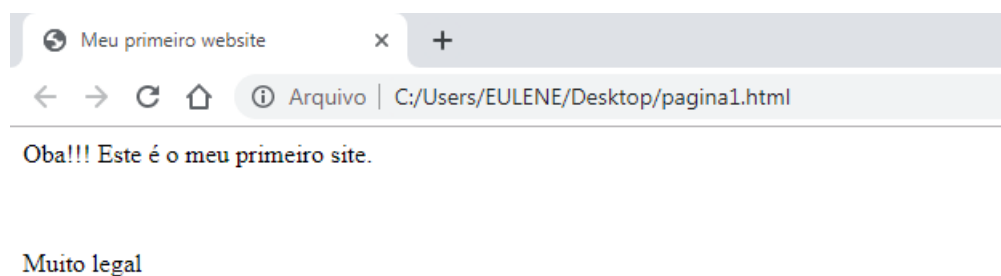 Meu primeiro website
Arquivo | C:/Users/EULENE/Desktop/pagina1.html
Oba!!! Este é o meu primeiro site.
Muito legal